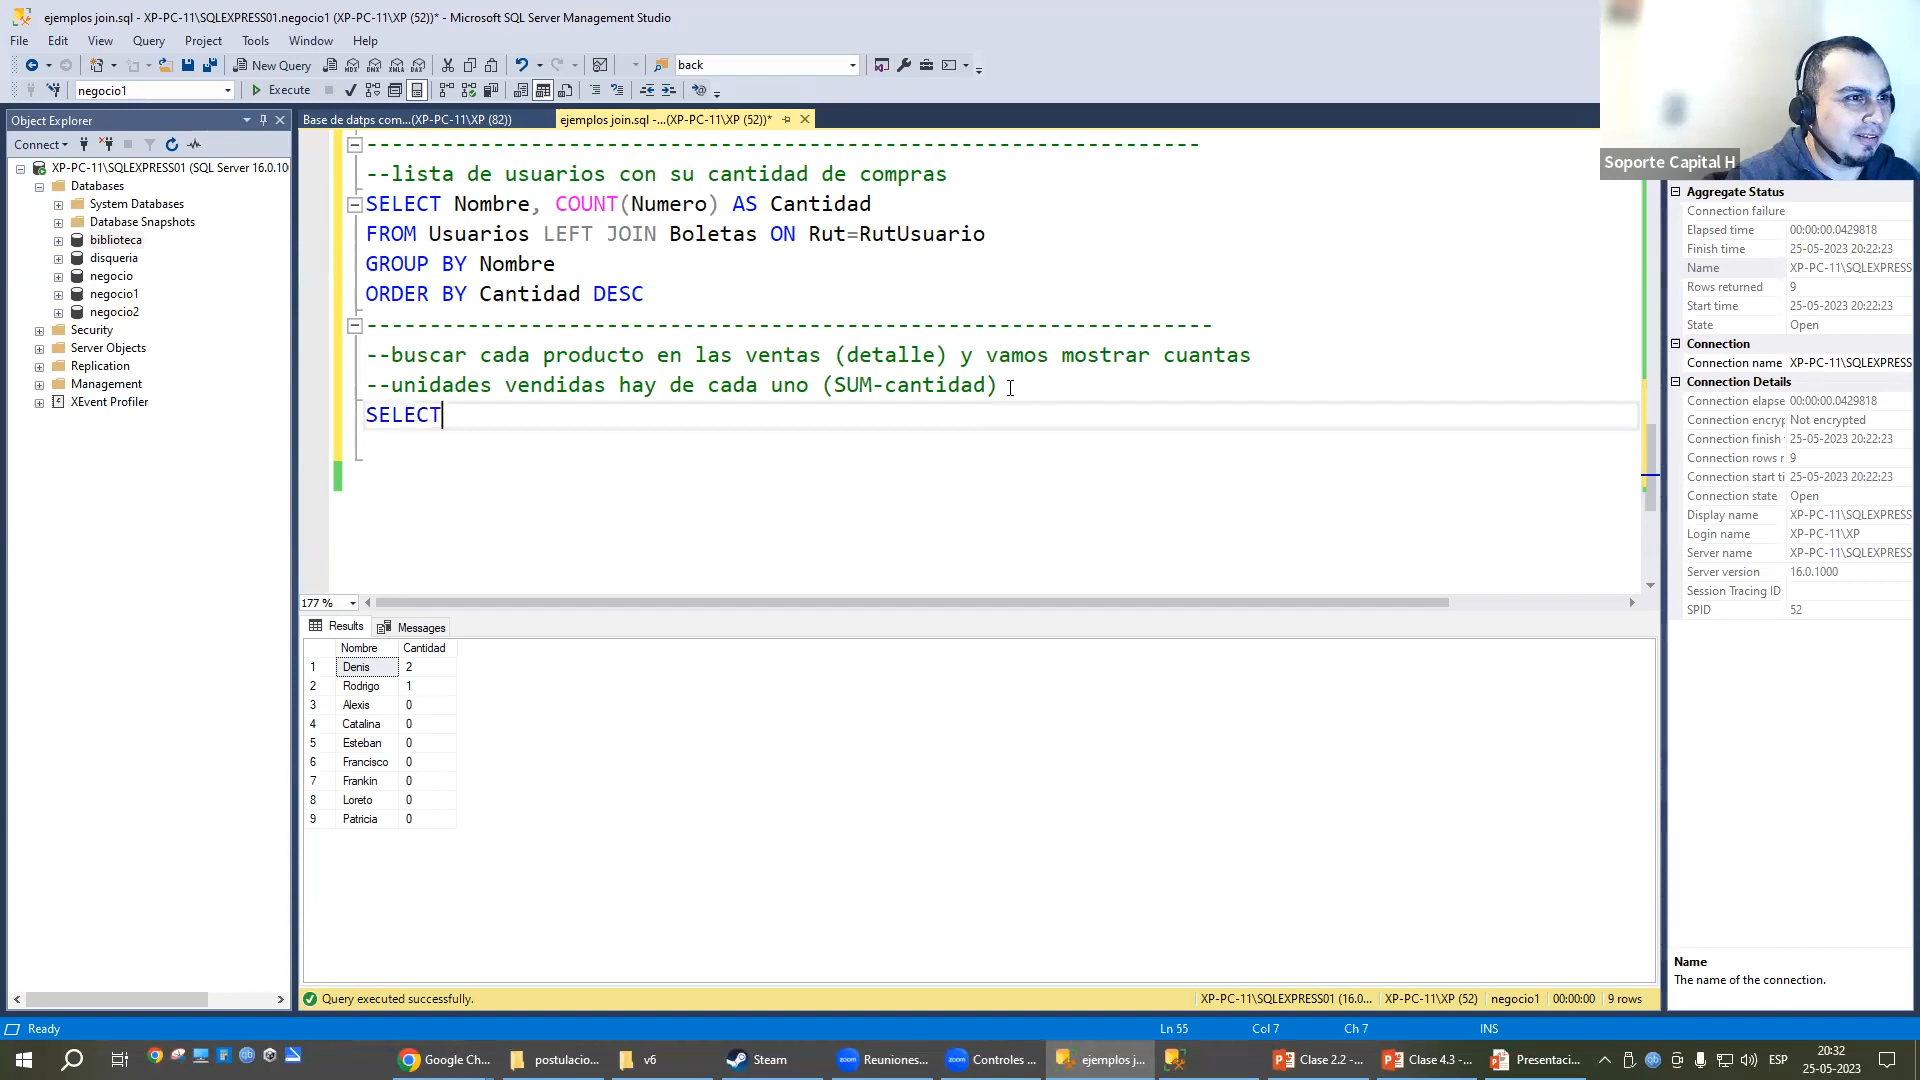 ejemplos join.sql - XP-PC-11\SQLEXPRESS01.negocio1 (XP-PC-11\XP (52))* - Microsoft SQL Server Management Studio
File Edit View Query Project Tools Window Help
New Query
back
negocio1
Execute
Object Explorer
Connect
XP-PC-11\SQLEXPRESS01 (SQL Server 16.0.10
Databases
System Databases
Database Snapshots
biblioteca
disqueria
negocio
negocio1
negocio2
Security
Server Objects
Replication
Management
XEvent Profiler
Base de datps com...(XP-PC-11\XP (82))
ejemplos join.sql -...(XP-PC-11\XP (52))*
--lista de usuarios con su cantidad de compras
SELECT Nombre, COUNT(Numero) AS Cantidad
FROM Usuarios LEFT JOIN Boletas ON Rut=RutUsuario
GROUP BY Nombre
ORDER BY Cantidad DESC
--buscar cada producto en las ventas (detalle) y vamos mostrar cuantas
--unidades vendidas hay de cada uno (SUM-cantidad)
SELECT
177 %
Results Messages
Nombre Cantidad
1 Denis 2
2 Rodrigo 1
3 Alexis 0
4 Catalina 0
5 Esteban 0
6 Francisco 0
7 Frankin 0
8 Loreto 0
9 Patricia 0
Query executed successfully.
XP-PC-11\SQLEXPRESS01 (16.0... XP-PC-11\XP (52) negocio1 00:00:00 9 rows
Soporte Capital H
Aggregate Status
Connection failure
Elapsed time 00:00:00.0429818
Finish time 25-05-2023 20:22:23
Name XP-PC-11\SQLEXPRESS
Rows returned 9
Start time 25-05-2023 20:22:23
State Open
Connection
Connection name XP-PC-11\SQLEXPRESS
Connection Details
Connection elapse 00:00:00.0429818
Connection encryp Not encrypted
Connection finish 25-05-2023 20:22:23
Connection rows r 9
Connection start ti 25-05-2023 20:22:23
Connection state Open
Display name XP-PC-11\SQLEXPRESS
Login name XP-PC-11\XP
Server name XP-PC-11\SQLEXPRESS
Server version 16.0.1000
Session Tracing ID
SPID 52
Name
The name of the connection.
Ready
Ln 55 Col 7 Ch 7 INS
Google Ch... postulacio... v6 Steam Reuniones... Controles ... ejemplos j... Clase 2.2 -... Clase 4.3 -... Presentaci...
ESP
20:32
25-05-2023